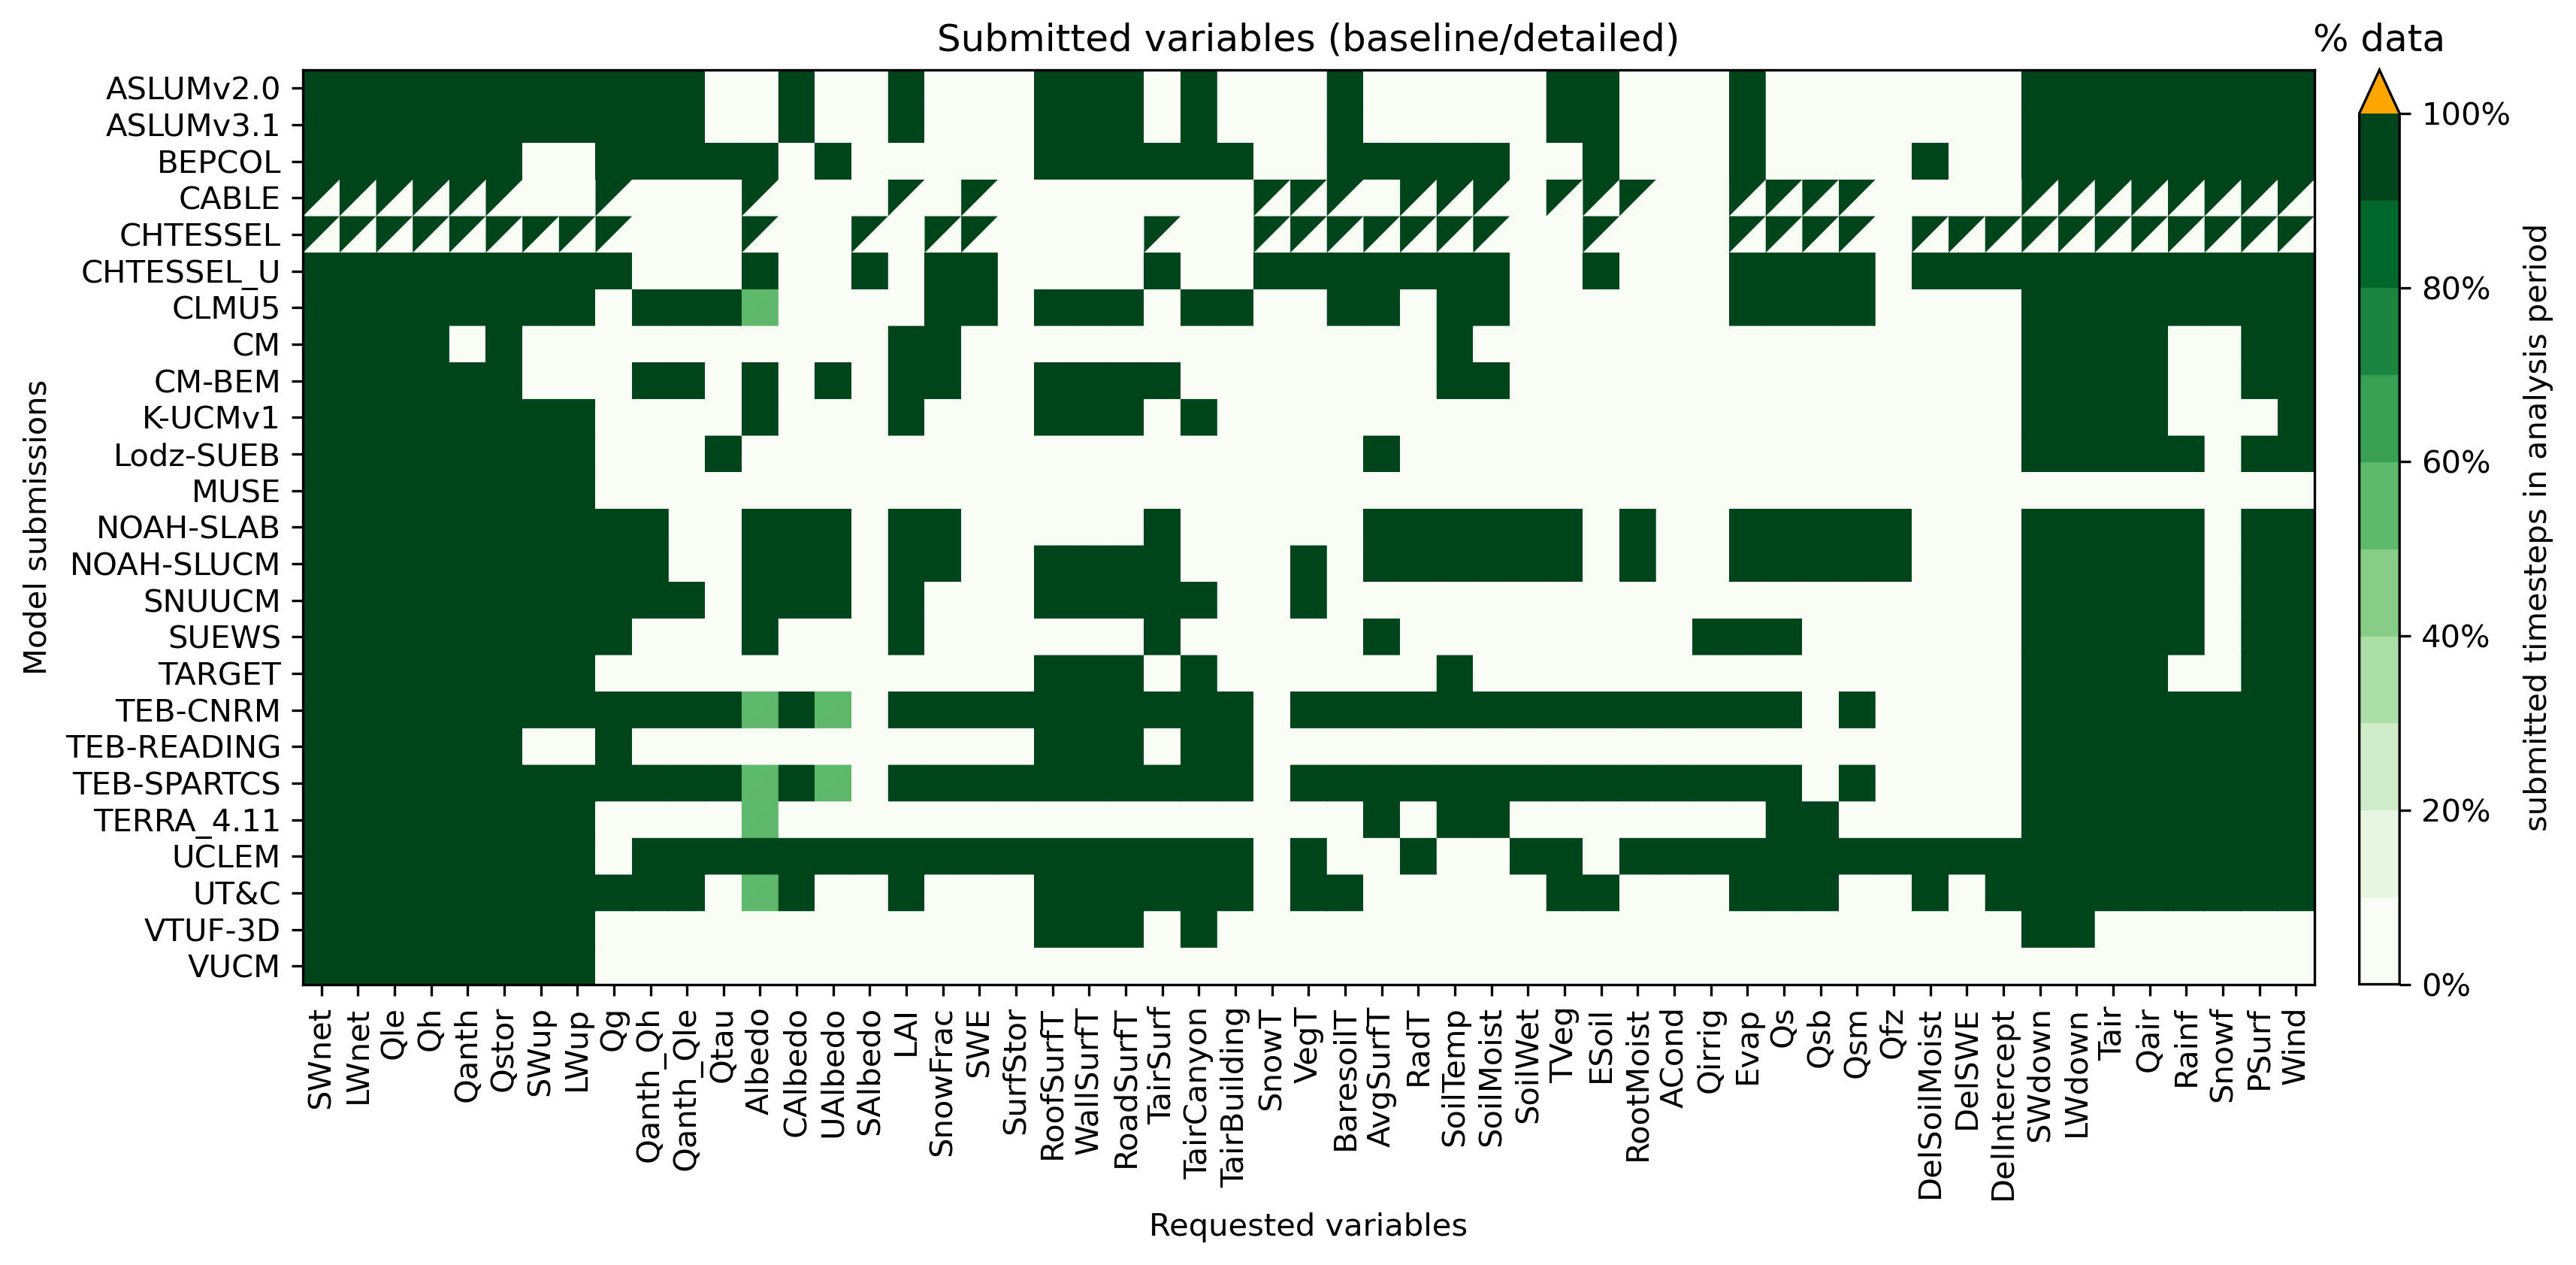 Submitted variables (baseline/detailed)
% data
Model submissions
ASLUMv2.0
ASLUMv3.1
BEPCOL
CABLE
CHTESSEL
CHTESSEL_U
CLMU5
CM
CM-BEM
K-UCMv1
Lodz-SUEB
MUSE
NOAH-SLAB
NOAH-SLUCM
SNUUCM
SUEWS
TARGET
TEB-CNRM
TEB-READING
TEB-SPARTCS
TERRA_4.11
UCLEM
UT&C
VTUF-3D
VUCM
SWnet
LWnet
Qle
Qh
Qanth
Qstor
SWup
LWup
Qg
Qanth_Qh
Qanth_Qle
Qtau
Albedo
CAlbedo
UAlbedo
SAlbedo
LAI
SnowFrac
SWE
SurfStor
RoofSurfT
WallSurfT
RoadSurfT
TairSurf
TairCanyon
TairBuilding
SnowT
VegT
BaresoilT
AvgSurfT
RadT
SoilTemp
SoilMoist
SoilWet
TVeg
ESoil
RootMoist
ACond
Qirrig
Evap
Qs
Qsb
Qsm
Qfz
DelSoilMoist
DelSWE
DelIntercept
SWdown
LWdown
Tair
Qair
Rainf
Snowf
PSurf
Wind
Requested variables
100%
80%
60%
40%
20%
0%
submitted timesteps in analysis period